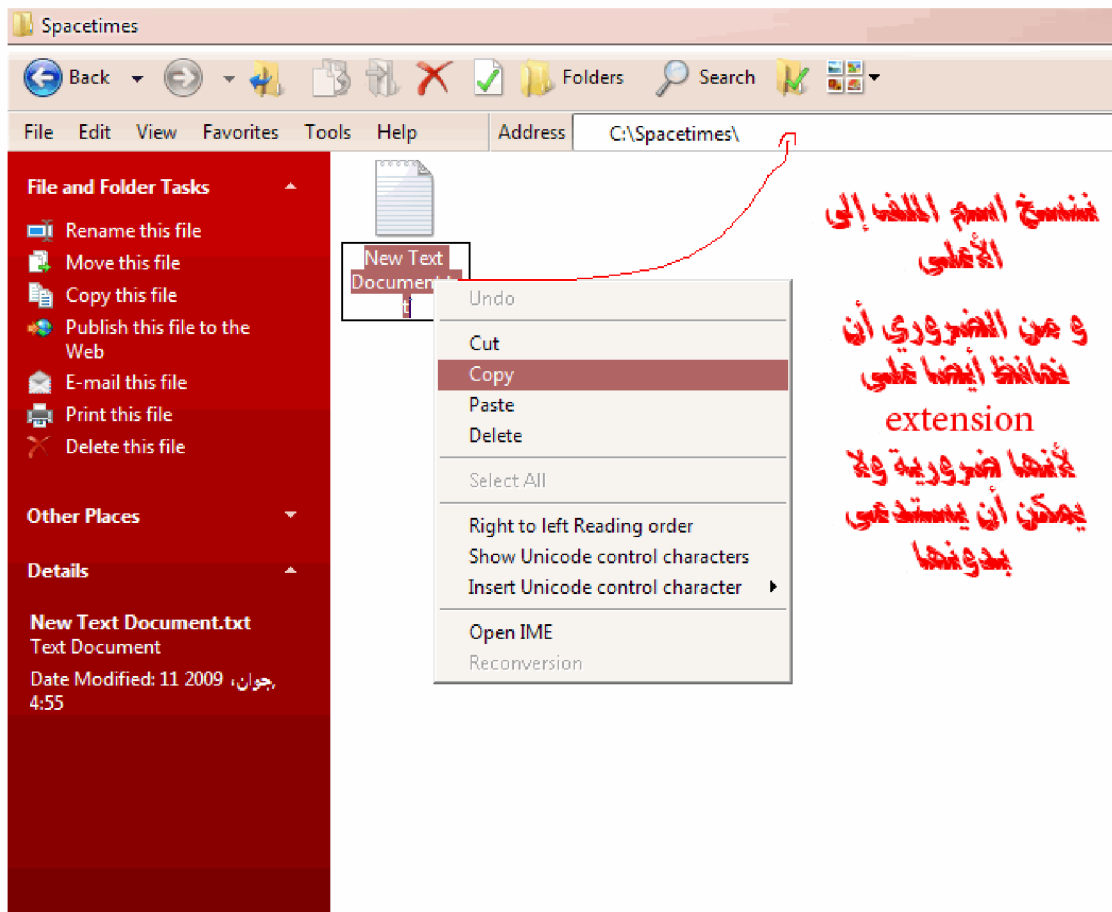 Spacetimes
Back Folders Search
File Edit View Favorites Tools Help Address C:\Spacetimes\
File and Folder Tasks
Rename this file
Move this file
Copy this file
Publish this file to the
Web
E-mail this file
Print this file
Delete this file
Other Places
Details
New Text Document.txt
Text Document
Date Modified: 11 2009 ،جوان,
4:55
New Text
Document
t
Undo
Cut
Copy
Paste
Delete
Select All
Right to left Reading order
Show Unicode control characters
Insert Unicode control character
Open IME
Reconversion
ننسخ اسم الملف إلى
الأعلى
و من الضروري أن
نحافظ أيضا على
extension
لأنها ضرورية ولا
يمكن أن يستدعى
بدونها